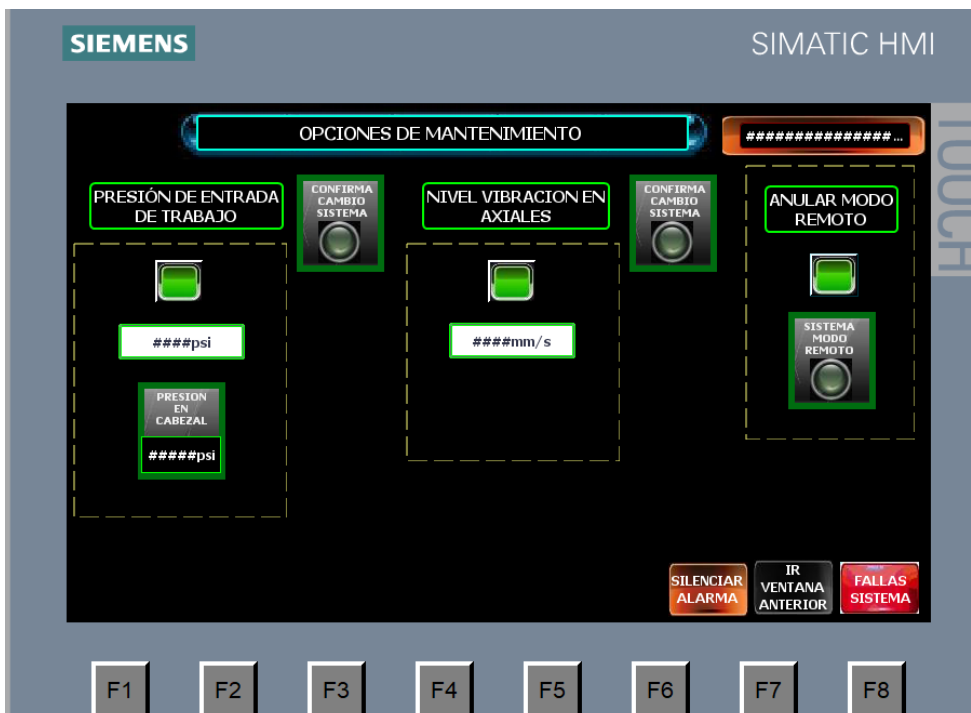 SIEMENS
SIMATIC HMI
TOUCH
OPCIONES DE MANTENIMIENTO
###############...
PRESIÓN DE ENTRADA
DE TRABAJO
CONFIRMA
CAMBIO
SISTEMA
NIVEL VIBRACION EN
AXIALES
CONFIRMA
CAMBIO
SISTEMA
ANULAR MODO
REMOTO
####psi
PRESION
EN
CABEZAL
#####psi
####mm/s
SISTEMA
MODO
REMOTO
SILENCIAR
ALARMA
IR
VENTANA
ANTERIOR
FALLAS
SISTEMA
F1
F2
F3
F4
F5
F6
F7
F8